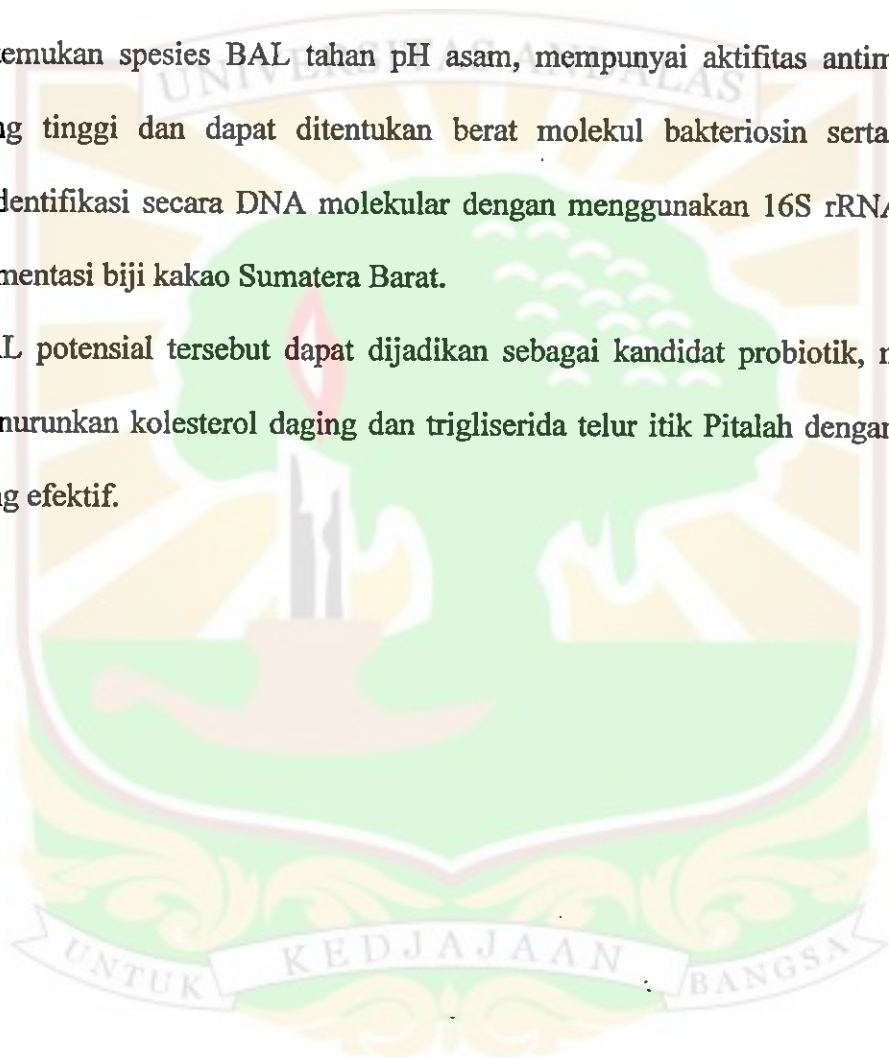 temukan spesies BAL tahan pH asam, mempunyai aktifitas antim
ng tinggi dan dapat ditentukan berat molekul bakteriosin serta
dentifikasi secara DNA molekular dengan menggunakan 16S rRNA
mentasi biji kakao Sumatera Barat.
AL potensial tersebut dapat dijadikan sebagai kandidat probiotik, m
nurunkan kolesterol daging dan trigliserida telur itik Pitalah dengan
ng efektif.
UNIVERSITAS ANDALAS
UNTUK KEDJAJAAN BANGSA